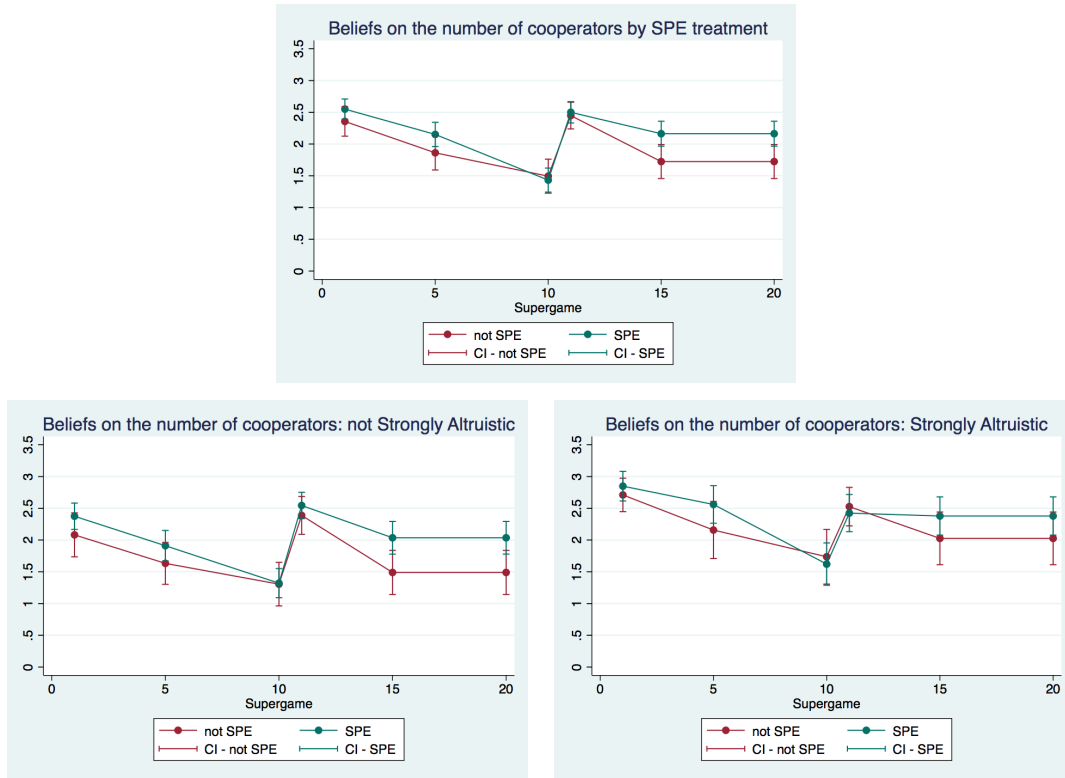 Beliefs on the number of cooperators by SPE treatment
3.5
3
2.5
2
1.5
1
.5
0
0 5 10 15 20
Supergame
not SPE SPE
CI - not SPE CI - SPE
Beliefs on the number of cooperators: not Strongly Altruistic
3.5
3
2.5
2
1.5
1
.5
0
0 5 10 15 20
Supergame
not SPE SPE
CI - not SPE CI - SPE
Beliefs on the number of cooperators: Strongly Altruistic
3.5
3
2.5
2
1.5
1
.5
0
0 5 10 15 20
Supergame
not SPE SPE
CI - not SPE CI - SPE